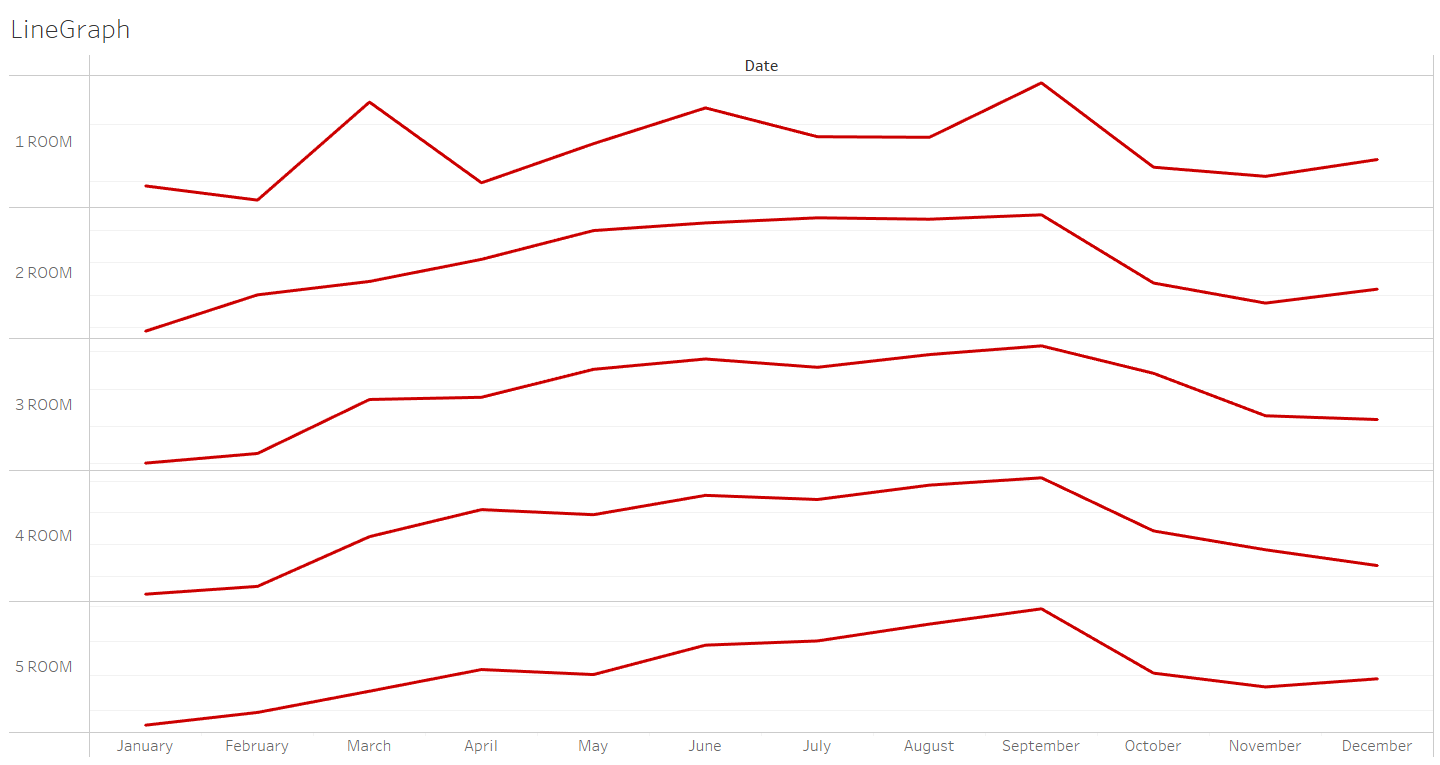 LineGraph
Date
1 ROOM
2 ROOM
3 ROOM
4 ROOM
5 ROOM
January February March April May June July August September October November December